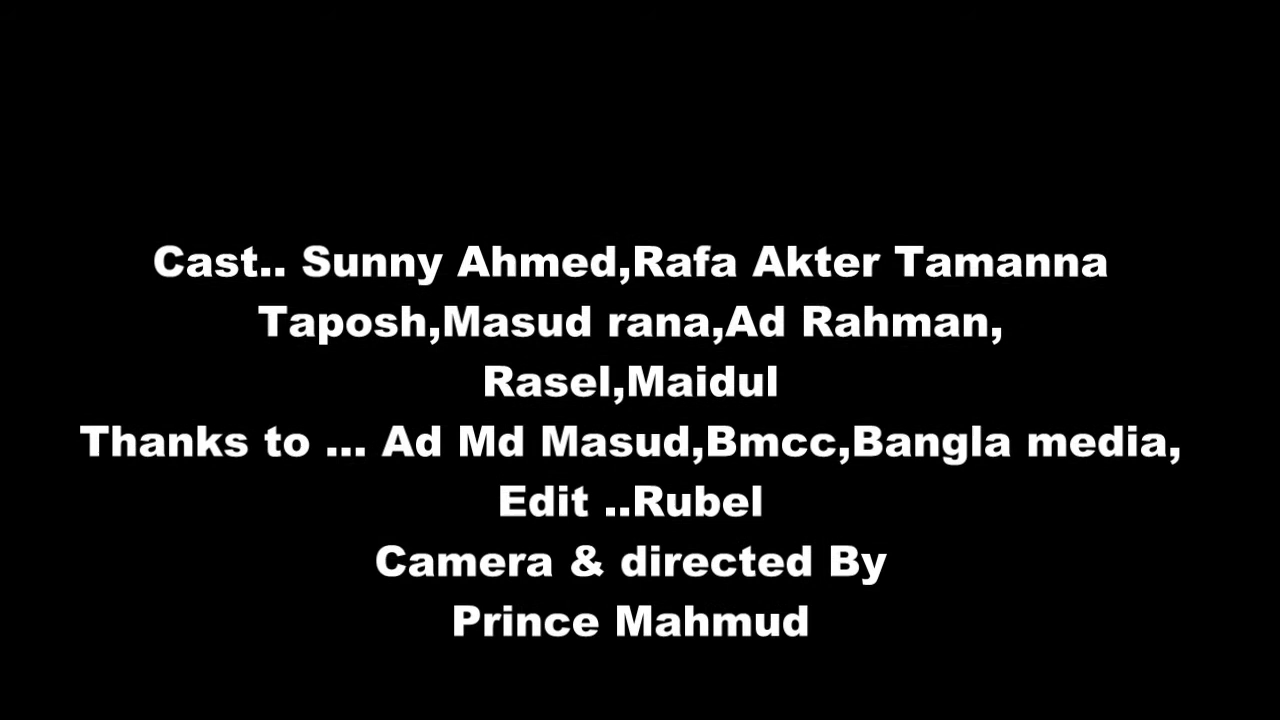 Cast.. Sunny Ahmed,Rafa Akter Tamanna
Taposh,Masud rana,Ad Rahman,
Rasel,Maidul
Thanks to ... Ad Md Masud,Bmcc,Bangla media,
Edit ..Rubel
Camera & directed By
Prince Mahmud